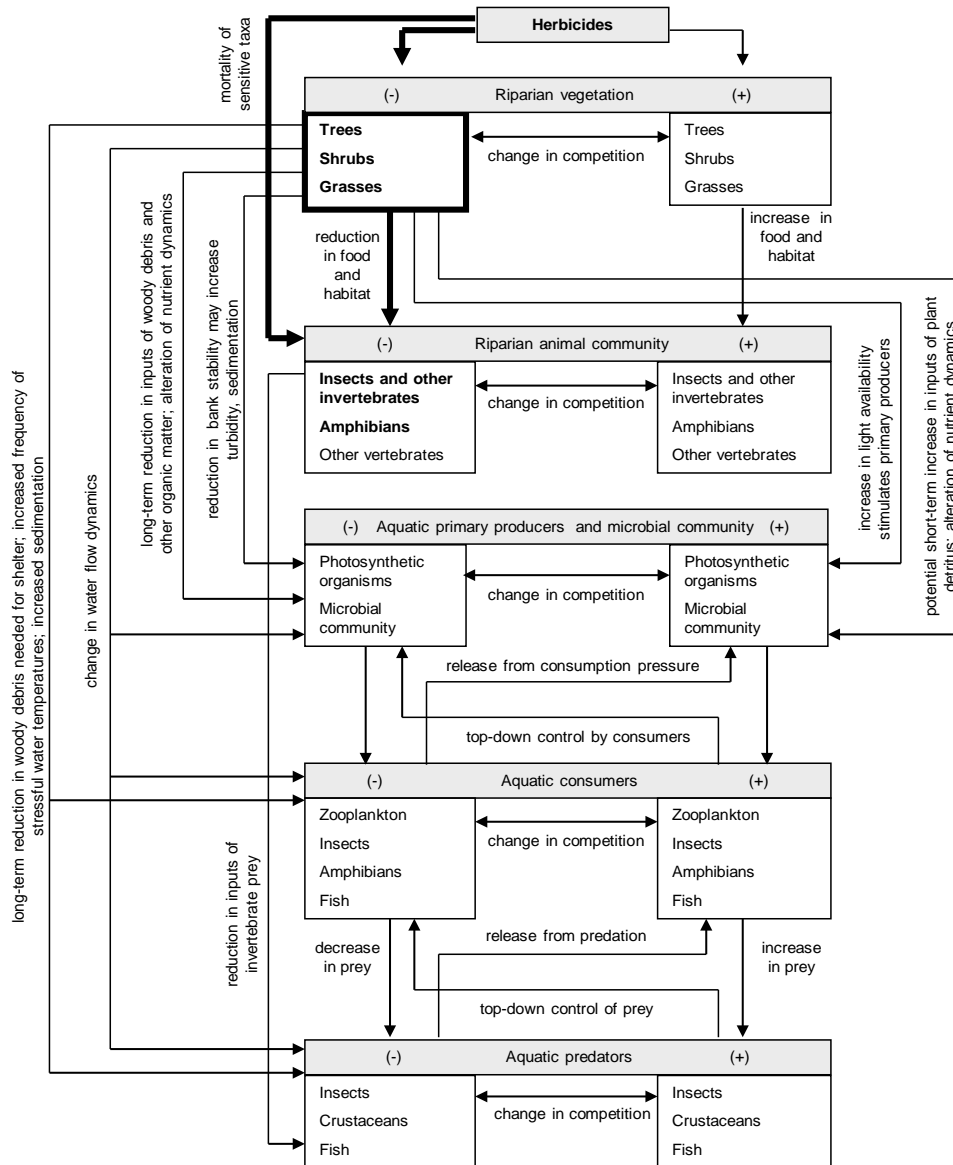 Herbicides
mortality of
sensitive taxa
(-) Riparian vegetation (+)
Trees
Shrubs
Grasses
change in competition
Trees
Shrubs
Grasses
reduction
in food
and
habitat
increase in
food and
habitat
(-) Riparian animal community (+)
Insects and other
invertebrates
Amphibians
Other vertebrates
change in competition
Insects and other
invertebrates
Amphibians
Other vertebrates
long-term reduction in woody debris needed for shelter; increased frequency of
stressful water temperatures; increased sedimentation
change in water flow dynamics
long-term reduction in inputs of woody debris and
other organic matter; alteration of nutrient dynamics
reduction in bank stability may increase
turbidity, sedimentation
increase in light availability
stimulates primary producers
potential short-term increase in inputs of plant
detritus; alteration of nutrient dynamics
(-) Aquatic primary producers and microbial community (+)
Photosynthetic
organisms
Microbial
community
change in competition
Photosynthetic
organisms
Microbial
community
release from consumption pressure
top-down control by consumers
(-) Aquatic consumers (+)
Zooplankton
Insects
Amphibians
Fish
change in competition
Zooplankton
Insects
Amphibians
Fish
reduction in inputs of
invertebrate prey
decrease
in prey
release from predation
increase
in prey
top-down control of prey
(-) Aquatic predators (+)
Insects
Crustaceans
Fish
change in competition
Insects
Crustaceans
Fish